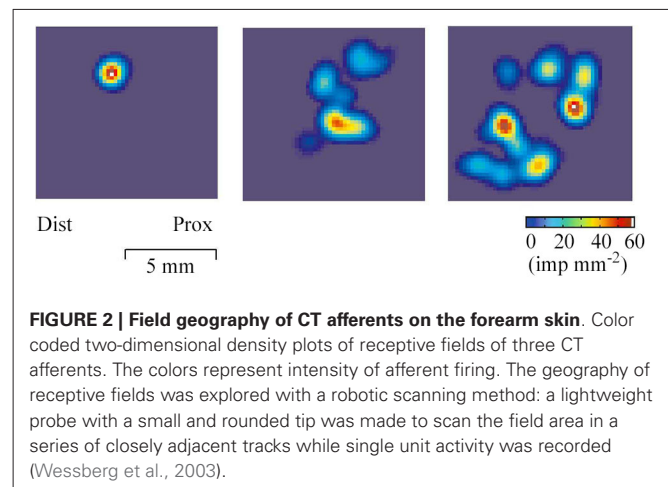 Dist Prox
5 mm
0 20 40 60
(imp mm-2)
FIGURE 2 | Field geography of CT afferents on the forearm skin. Color
coded two-dimensional density plots of receptive fields of three CT
afferents. The colors represent intensity of afferent firing. The geography of
receptive fields was explored with a robotic scanning method: a lightweight
probe with a small and rounded tip was made to scan the field area in a
series of closely adjacent tracks while single unit activity was recorded
(Wessberg et al., 2003).